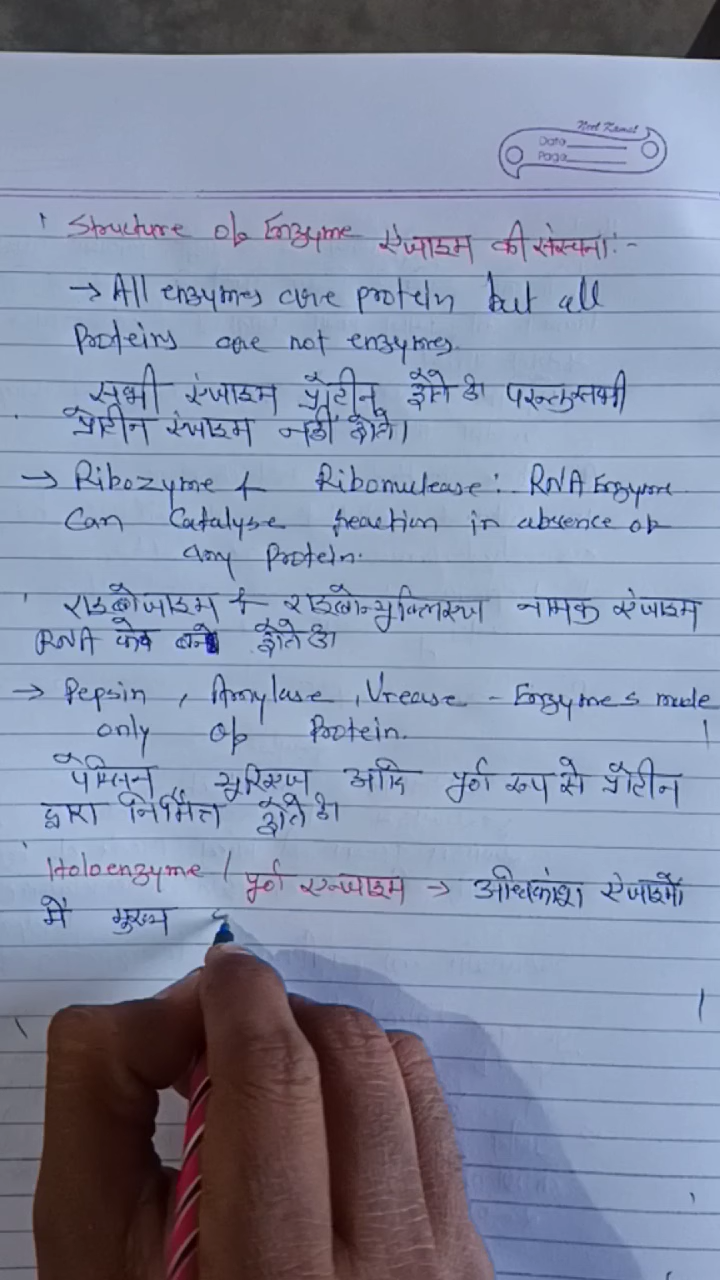 Neel Kamal
Date
Page
Structure of Enzyme एंजाइम की संरचना:-
→ All enzymes are protein but all
Proteins are not enzymes.
सभी एंजाइम प्रोटीन होते है। परन्तु सभी
प्रोटीन एंजाइम नहीं होते।
→ Ribozyme & Ribonuclease: RNA Enzyme
Can Catalyse reaction in absence of
any Protein.
राइबोजाइम & राइबोन्युक्लिएज नामक एंजाइम
RNA के बने होते है।
→ Pepsin, Amylase, Urease - Enzymes made
only of Protein.
पेप्सिन यूरिएज आदि पूर्ण रूप से प्रोटीन
द्वारा निर्मित होते है।
Holoenzyme / पूर्ण एन्जाइम → अधिकांश एंजाइमों
में मुख्य